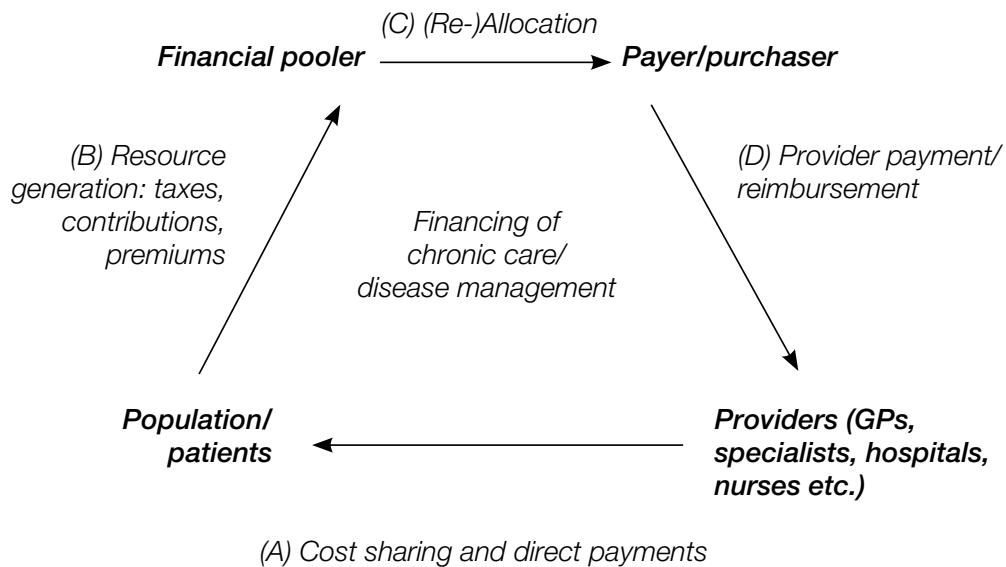 (C) (Re-)Allocation
Financial pooler
Payer/purchaser
(B) Resource
generation: taxes,
contributions,
premiums
(D) Provider payment/
reimbursement
Financing of
chronic care/
disease management
Population/
patients
Providers (GPs,
specialists, hospitals,
nurses etc.)
(A) Cost sharing and direct payments